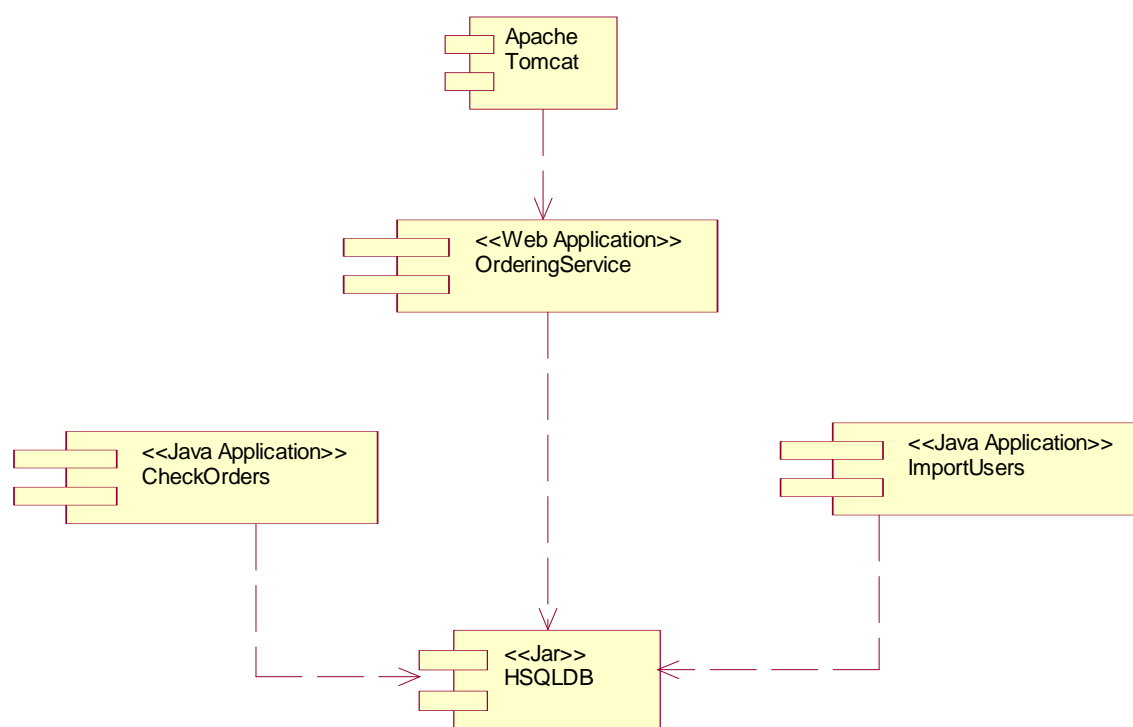 Apache
Tomcat
<<Web Application>>
OrderingService
<<Java Application>>
CheckOrders
<<Java Application>>
ImportUsers
<<Jar>>
HSQLDB